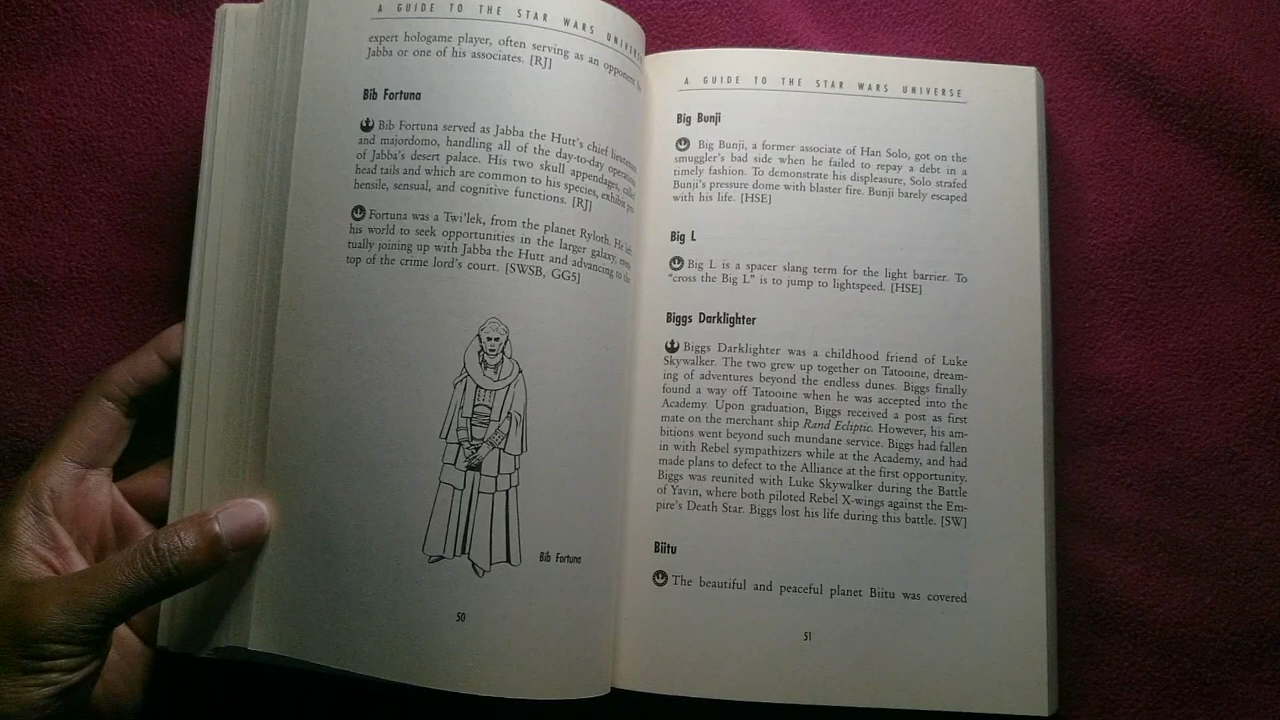 A GUIDE TO THE STAR WARS UNIVERSE
expert hologame player, often serving as an opponent
Jabba or one of his associates. [RJ]
Bib Fortuna
Bib Fortuna served as Jabba the Hutt's chief lieutenant
and majordomo, handling all of the day-to-day operations
of Jabba's desert palace. His two skull appendages, called
head tails and which are common to his species, exhibit pre-
hensile, sensual, and cognitive functions. [RJ]
Fortuna was a Twi'lek, from the planet Ryloth. He left
his world to seek opportunities in the larger galaxy, even-
tually joining up with Jabba the Hutt and advancing to the
top of the crime lord's court. [SWSB, GG5]
Bib Fortuna
50
A GUIDE TO THE STAR WARS UNIVERSE
Big Bunji
Big Bunji, a former associate of Han Solo, got on the
smuggler's bad side when he failed to repay a debt in a
timely fashion. To demonstrate his displeasure, Solo strafed
Bunji's pressure dome with blaster fire. Bunji barely escaped
with his life. [HSE]
Big L
Big L is a spacer slang term for the light barrier. To
"cross the Big L" is to jump to lightspeed. [HSE]
Biggs Darklighter
Biggs Darklighter was a childhood friend of Luke
Skywalker. The two grew up together on Tatooine, dream-
ing of adventures beyond the endless dunes. Biggs finally
found a way off Tatooine when he was accepted into the
Academy. Upon graduation, Biggs received a post as first
mate on the merchant ship Rand Ecliptic. However, his am-
bitions went beyond such mundane service. Biggs had fallen
in with Rebel sympathizers while at the Academy, and had
made plans to defect to the Alliance at the first opportunity.
Biggs was reunited with Luke Skywalker during the Battle
of Yavin, where both piloted Rebel X-wings against the Em-
pire's Death Star. Biggs lost his life during this battle. [SW]
Biitu
The beautiful and peaceful planet Biitu was covered
51